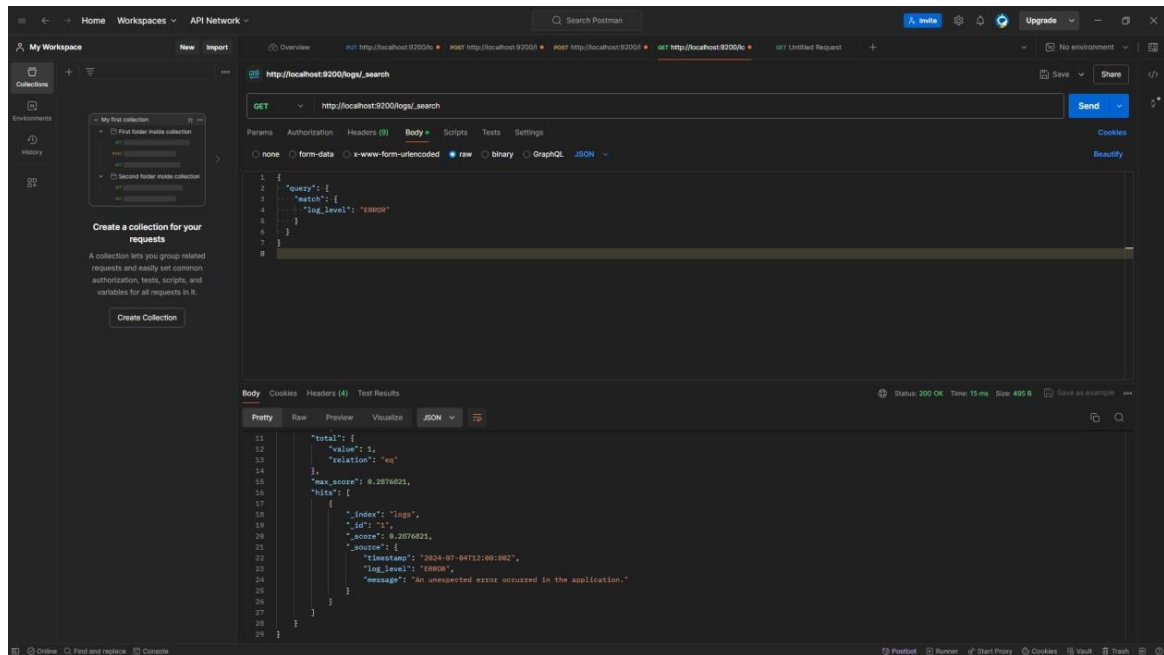 Home Workspaces API Network Search Postman Invite Upgrade
My Workspace New Import Overview PUT http://localhost:9200/lo POST http://localhost:9200/l POST http://localhost:9200/l GET http://localhost:9200/lo GET Untitled Request No environment
Collections
Environments
History
My first collection
First folder inside collection
Second folder inside collection
Create a collection for your
requests
A collection lets you group related
requests and easily set common
authorization, tests, scripts, and
variables for all requests in it.
Create Collection
http://localhost:9200/logs/_search Save Share
GET http://localhost:9200/logs/_search Send
Params Authorization Headers (9) Body Scripts Tests Settings Cookies
none form-data x-www-form-urlencoded raw binary GraphQL JSON Beautify
1 {
2 "query": {
3 "match": {
4 "log_level": "ERROR"
5 }
6 }
7 }
8
Body Cookies Headers (4) Test Results Status: 200 OK Time: 15 ms Size: 495 B Save as example
Pretty Raw Preview Visualize JSON
11 "total": {
12 "value": 1,
13 "relation": "eq"
14 },
15 "max_score": 0.2876821,
16 "hits": [
17 {
18 "_index": "logs",
19 "_id": "1",
20 "_score": 0.2876821,
21 "_source": {
22 "timestamp": "2024-07-04T12:00:00Z",
23 "log_level": "ERROR",
24 "message": "An unexpected error occurred in the application."
25 }
26 }
27 ]
28 }
29 }
Online Find and replace Console Postbot Runner Start Proxy Cookies Vault Trash